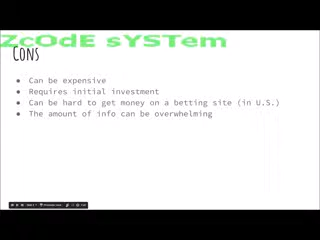 ZcOdE sYSTem
Cons
Can be expensive
Requires initial investment
Can be hard to get money on a betting site (in U.S.)
The amount of info can be overwhelming